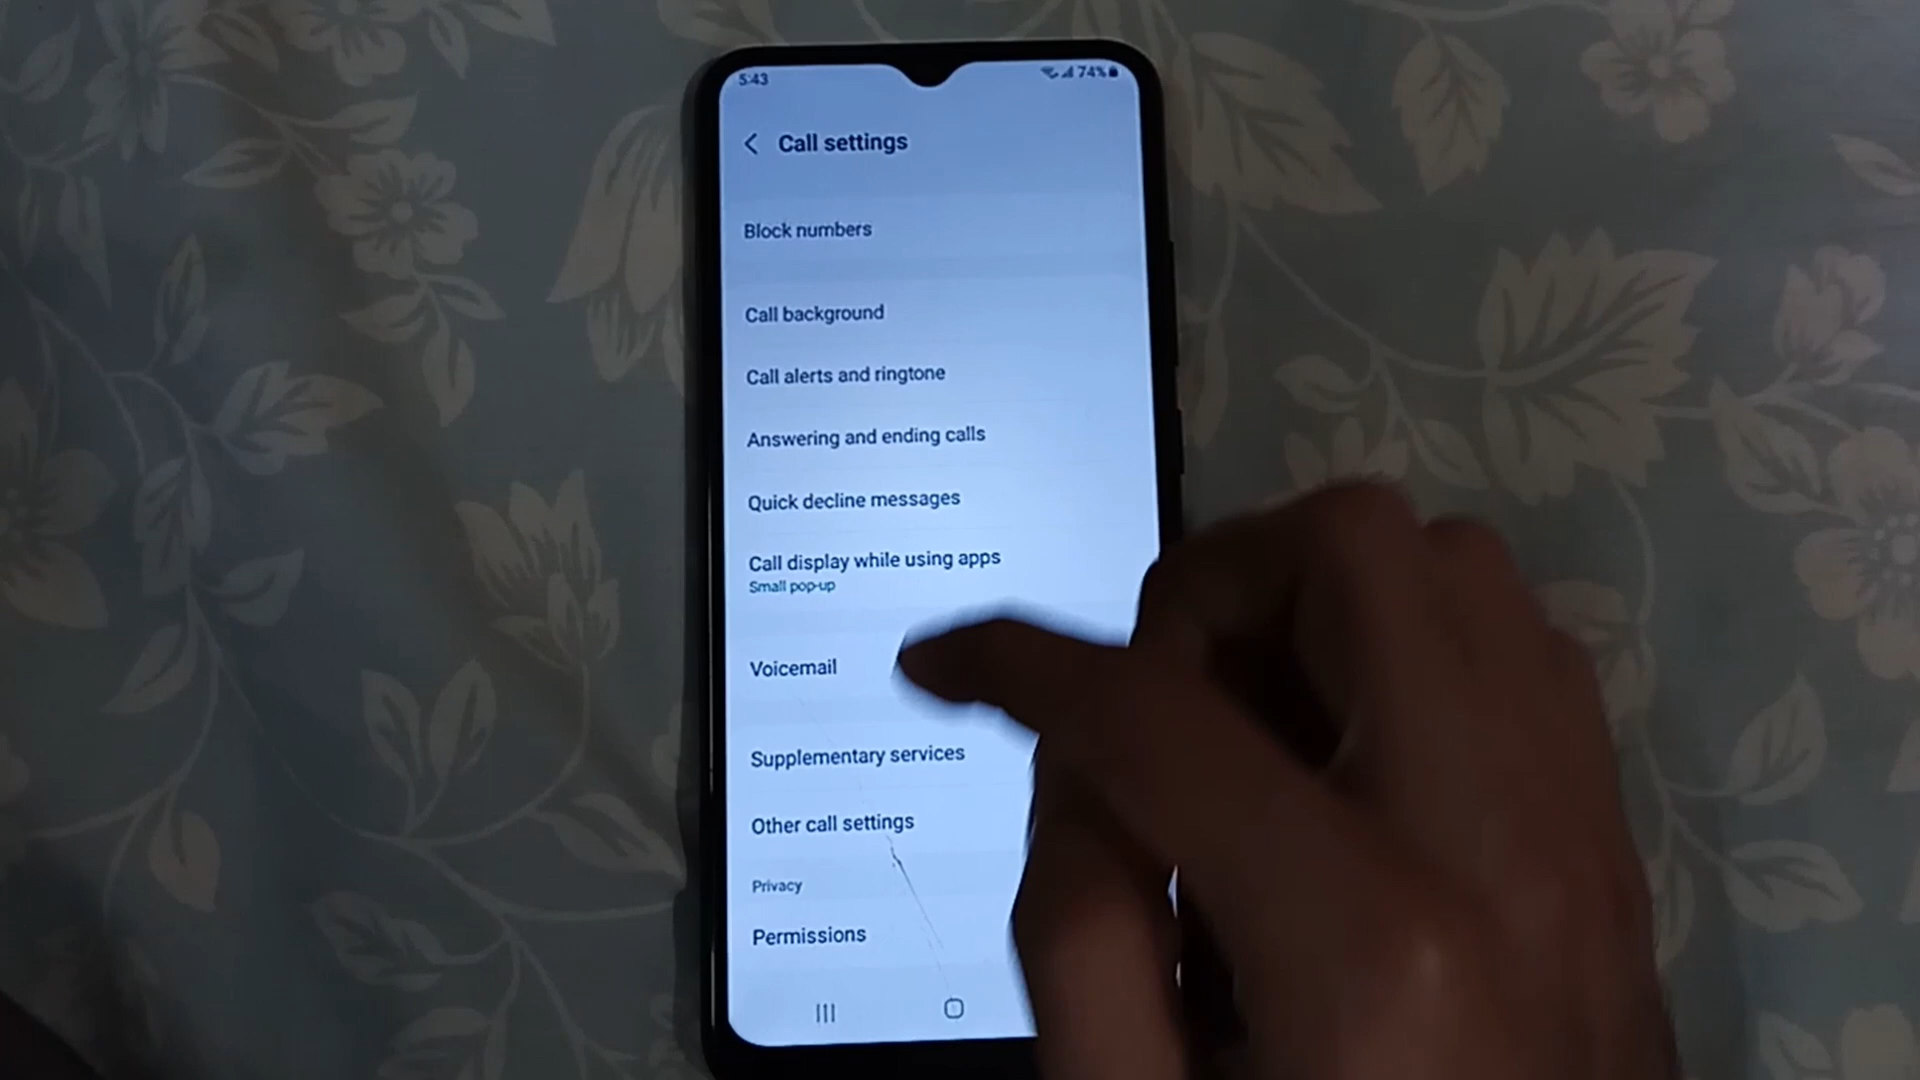 5:43
74%
Call settings
Block numbers
Call background
Call alerts and ringtone
Answering and ending calls
Quick decline messages
Call display while using apps
Small pop-up
Voicemail
Supplementary services
Other call settings
Privacy
Permissions